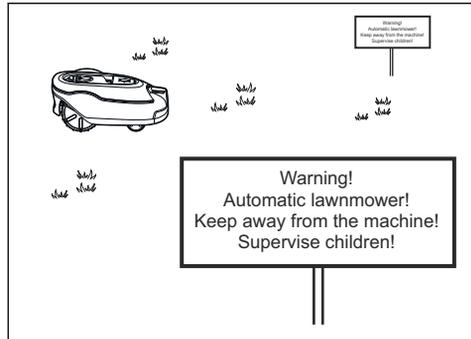 Warning!
Automatic lawnmower!
Keep away from the machine!
Supervise children!
Warning!
Automatic lawnmower!
Keep away from the machine!
Supervise children!